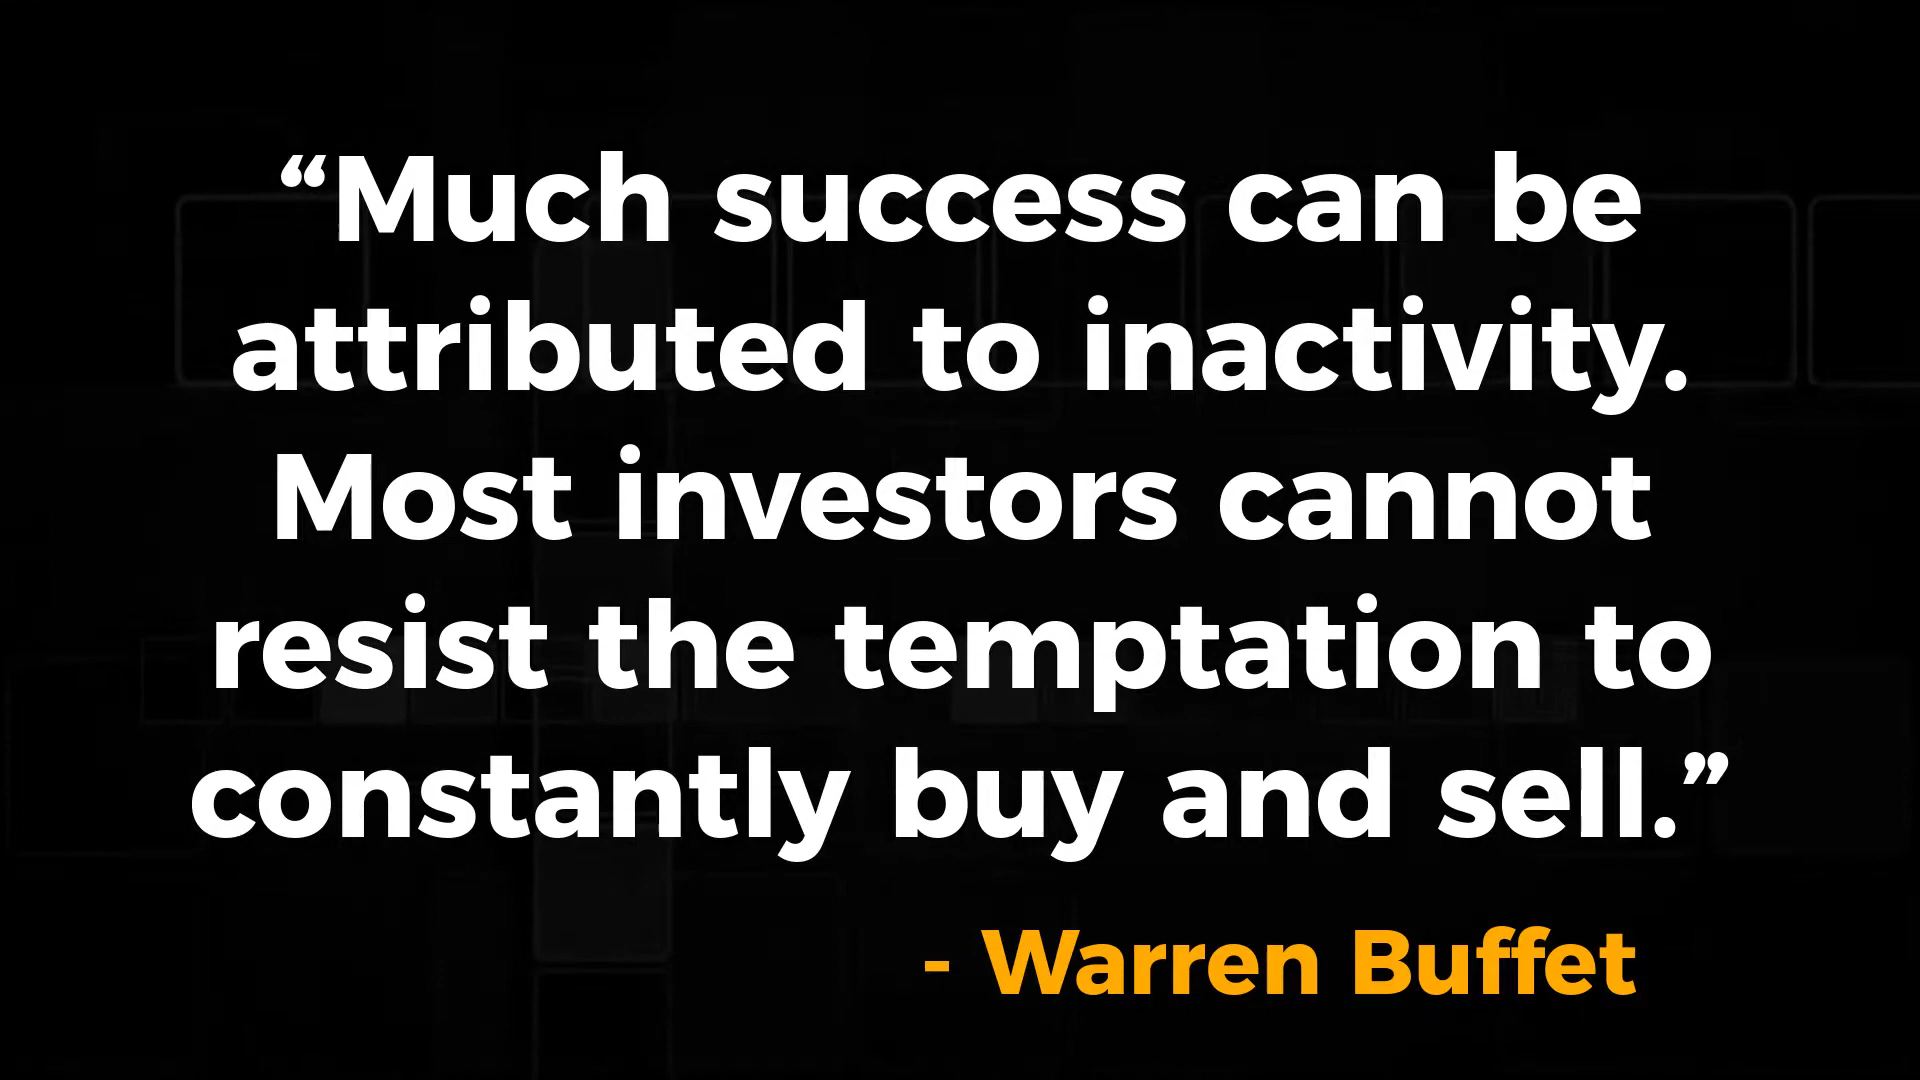 “Much success can be
attributed to inactivity.
Most investors cannot
resist the temptation to
constantly buy and sell.”
- Warren Buffet